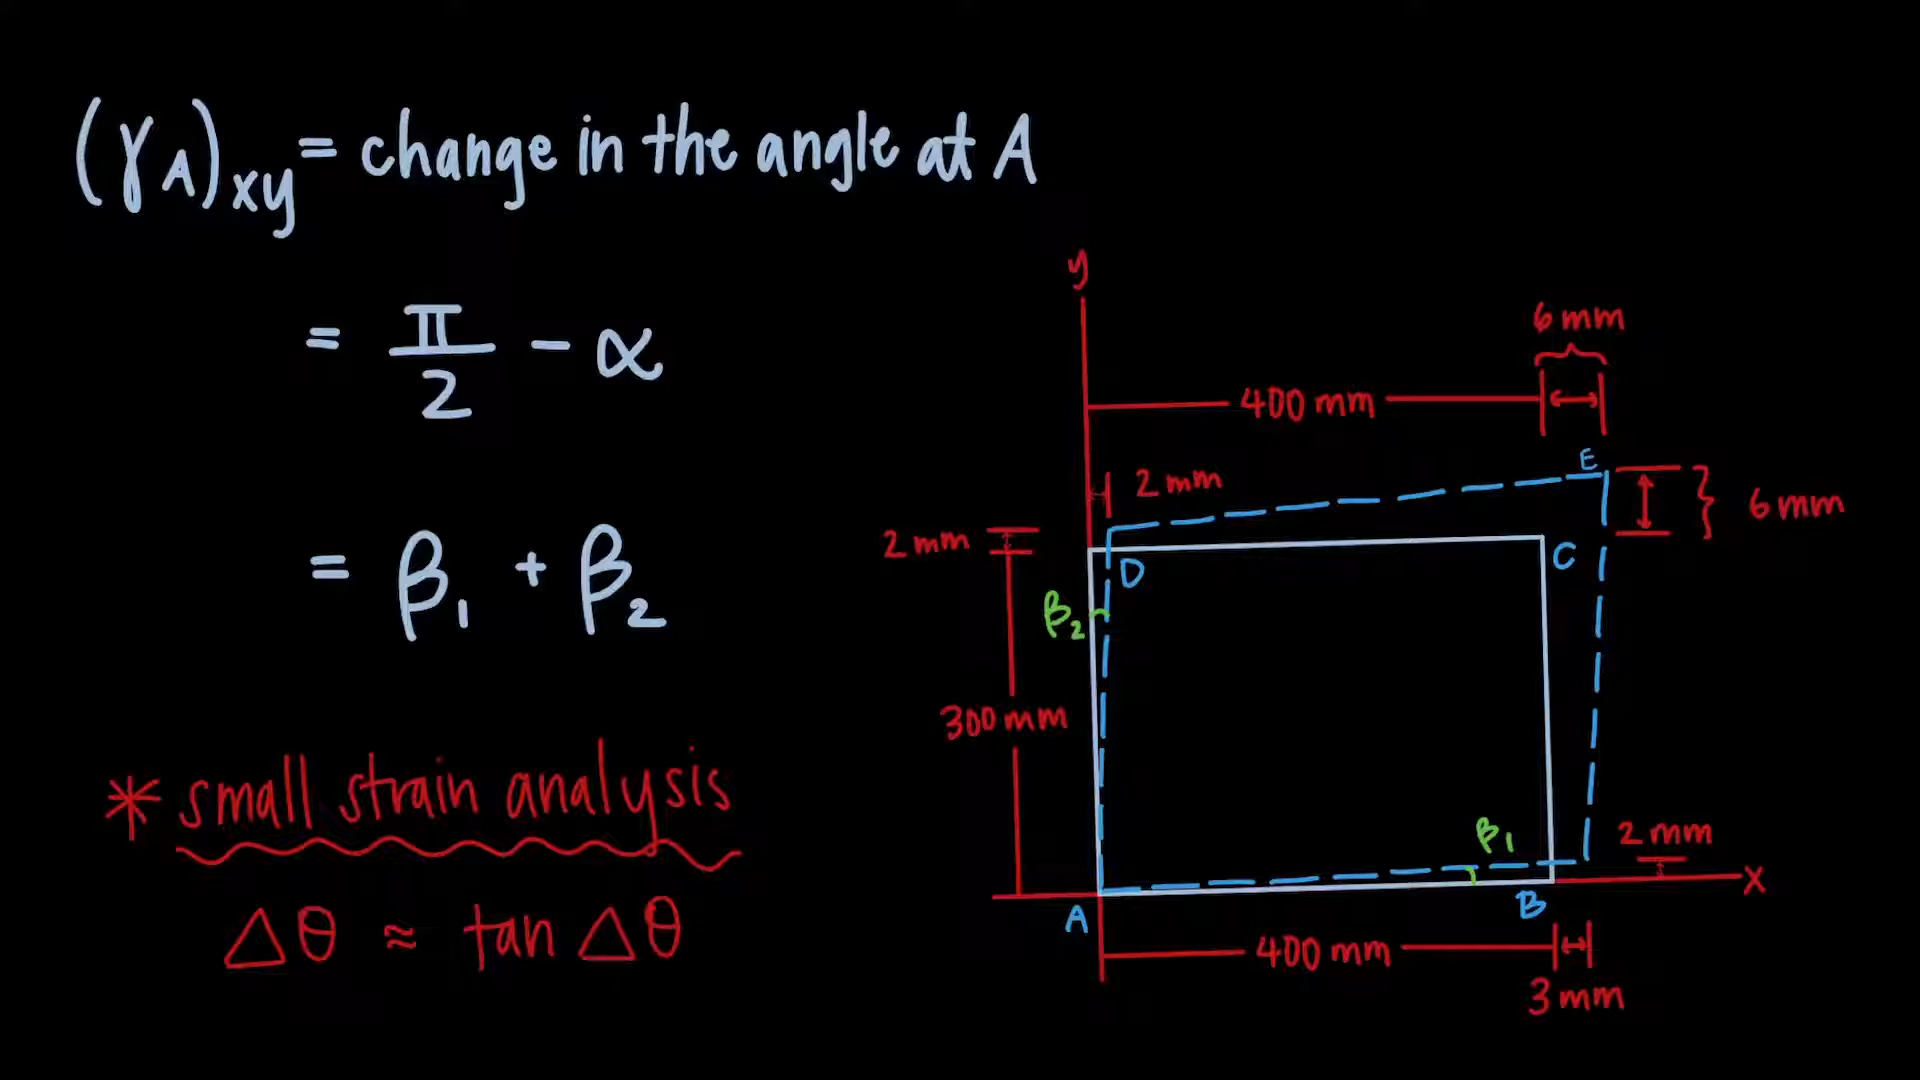 (γA)xy = change in the angle at A
= π/2 - α
= β1 + β2
* small strain analysis
Δθ ≈ tan Δθ
y
6 mm
400 mm
E
2 mm
6 mm
2 mm
D
C
β2
300 mm
β1
2 mm
x
A
B
400 mm
3 mm